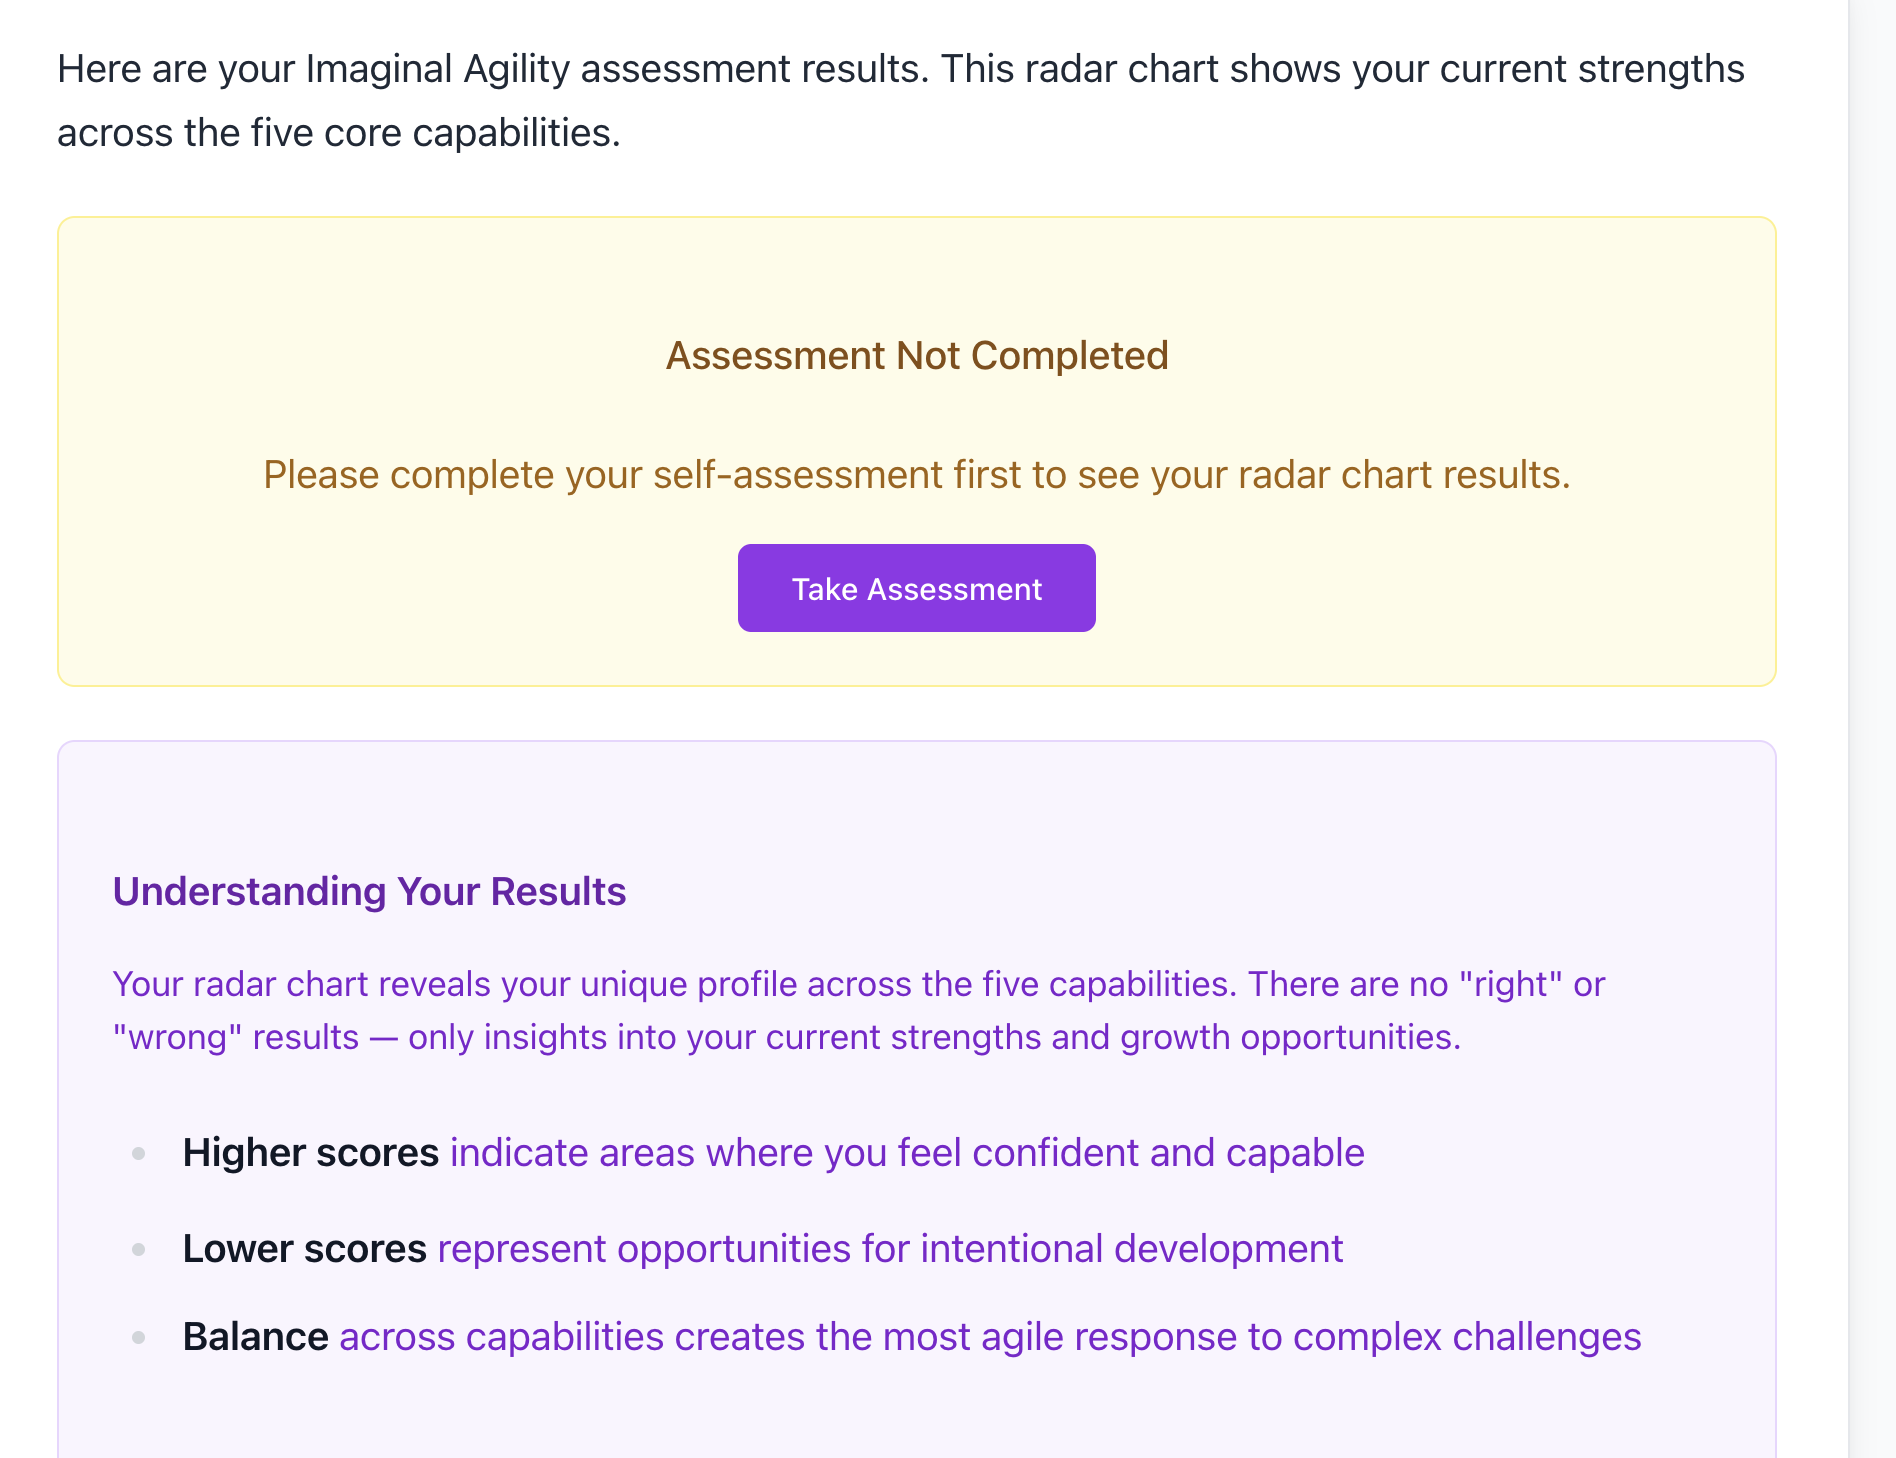 Here are your Imaginal Agility assessment results. This radar chart shows your current strengths
across the five core capabilities.
Assessment Not Completed
Please complete your self-assessment first to see your radar chart results.
Take Assessment
Understanding Your Results
Your radar chart reveals your unique profile across the five capabilities. There are no "right" or
"wrong" results — only insights into your current strengths and growth opportunities.
Higher scores indicate areas where you feel confident and capable
Lower scores represent opportunities for intentional development
Balance across capabilities creates the most agile response to complex challenges